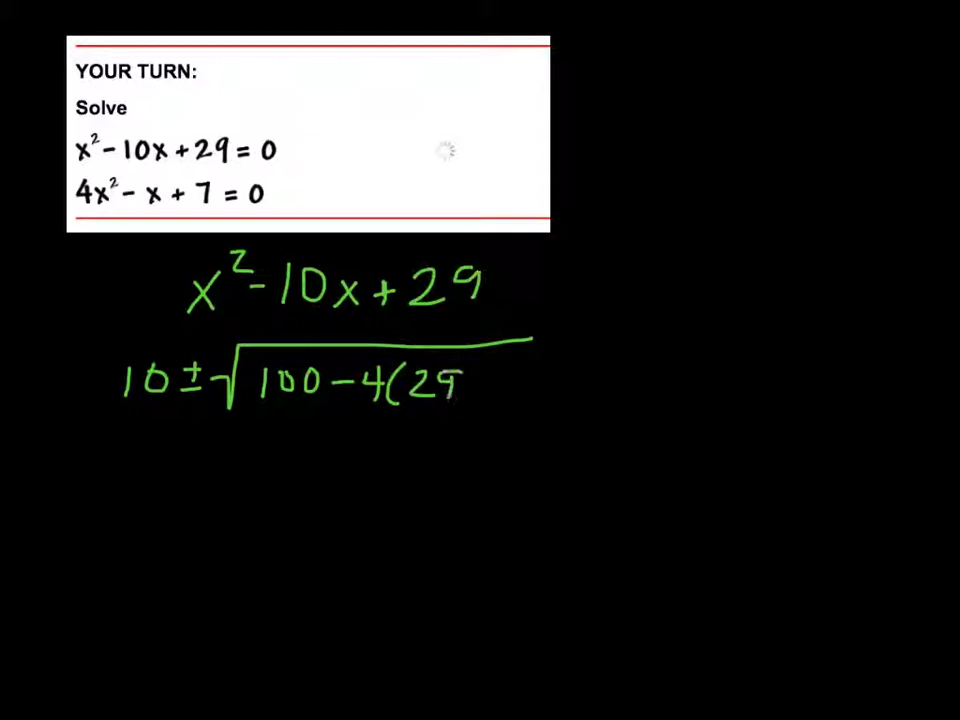 YOUR TURN:
Solve
x² - 10x + 29 = 0
4x² - x + 7 = 0
x² - 10x + 29
10 ± √100 - 4(29